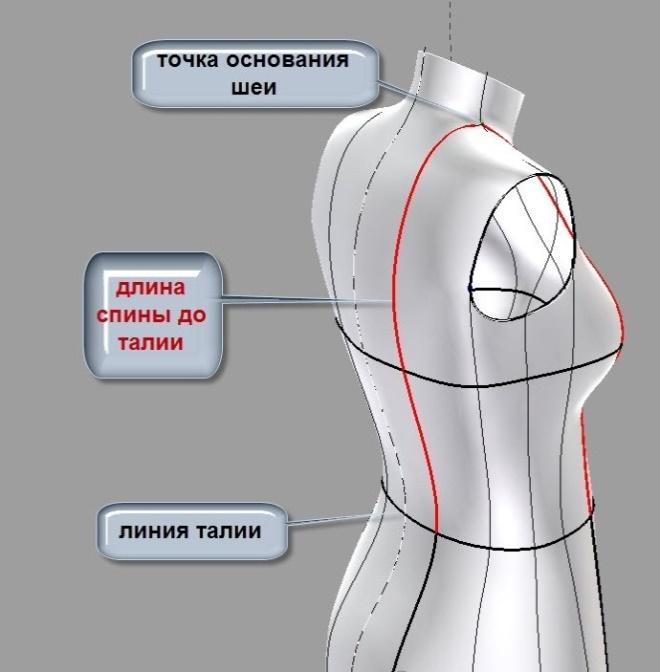 точка основания
шеи
длина
спины до
талии
линия талии